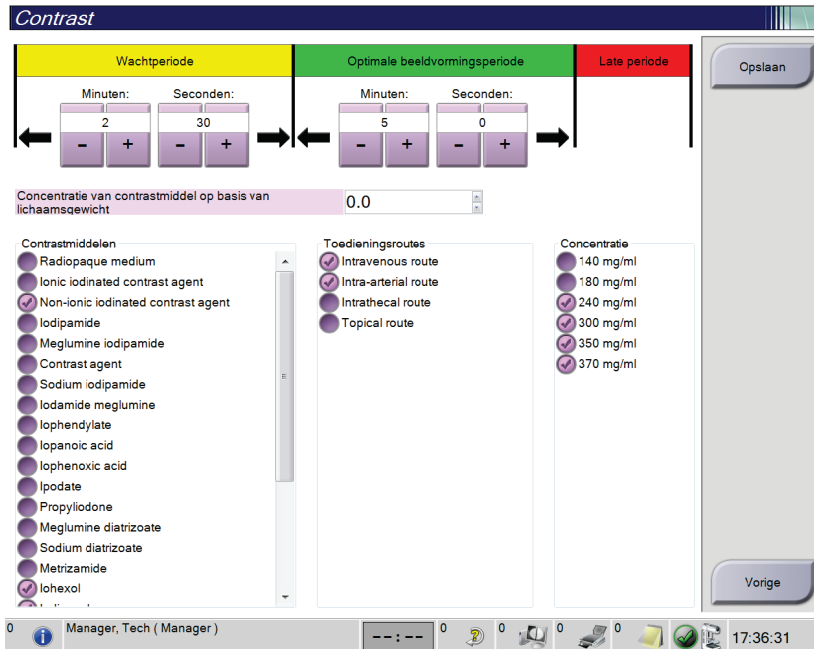 Contrast
Wachtperiode
Optimale beeldvormingsperiode
Late periode
Opslaan
Minuten: Seconden:
2 30
- + - +
Minuten: Seconden:
5 0
- + - +
Concentratie van contrastmiddel op basis van
lichaamsgewicht
0.0
Contrastmiddelen
Radiopaque medium
Ionic iodinated contrast agent
Non-ionic iodinated contrast agent
Iodipamide
Meglumine iodipamide
Contrast agent
Sodium iodipamide
Iodamide meglumine
Iophendylate
Iopanoic acid
Iophenoxic acid
Ipodate
Propyliodone
Meglumine diatrizoate
Sodium diatrizoate
Metrizamide
Iohexol
Toedieningsroutes
Intravenous route
Intra-arterial route
Intrathecal route
Topical route
Concentratie
140 mg/ml
180 mg/ml
240 mg/ml
300 mg/ml
350 mg/ml
370 mg/ml
Vorige
0 Manager, Tech ( Manager ) --:-- 0 0 0 0 17:36:31